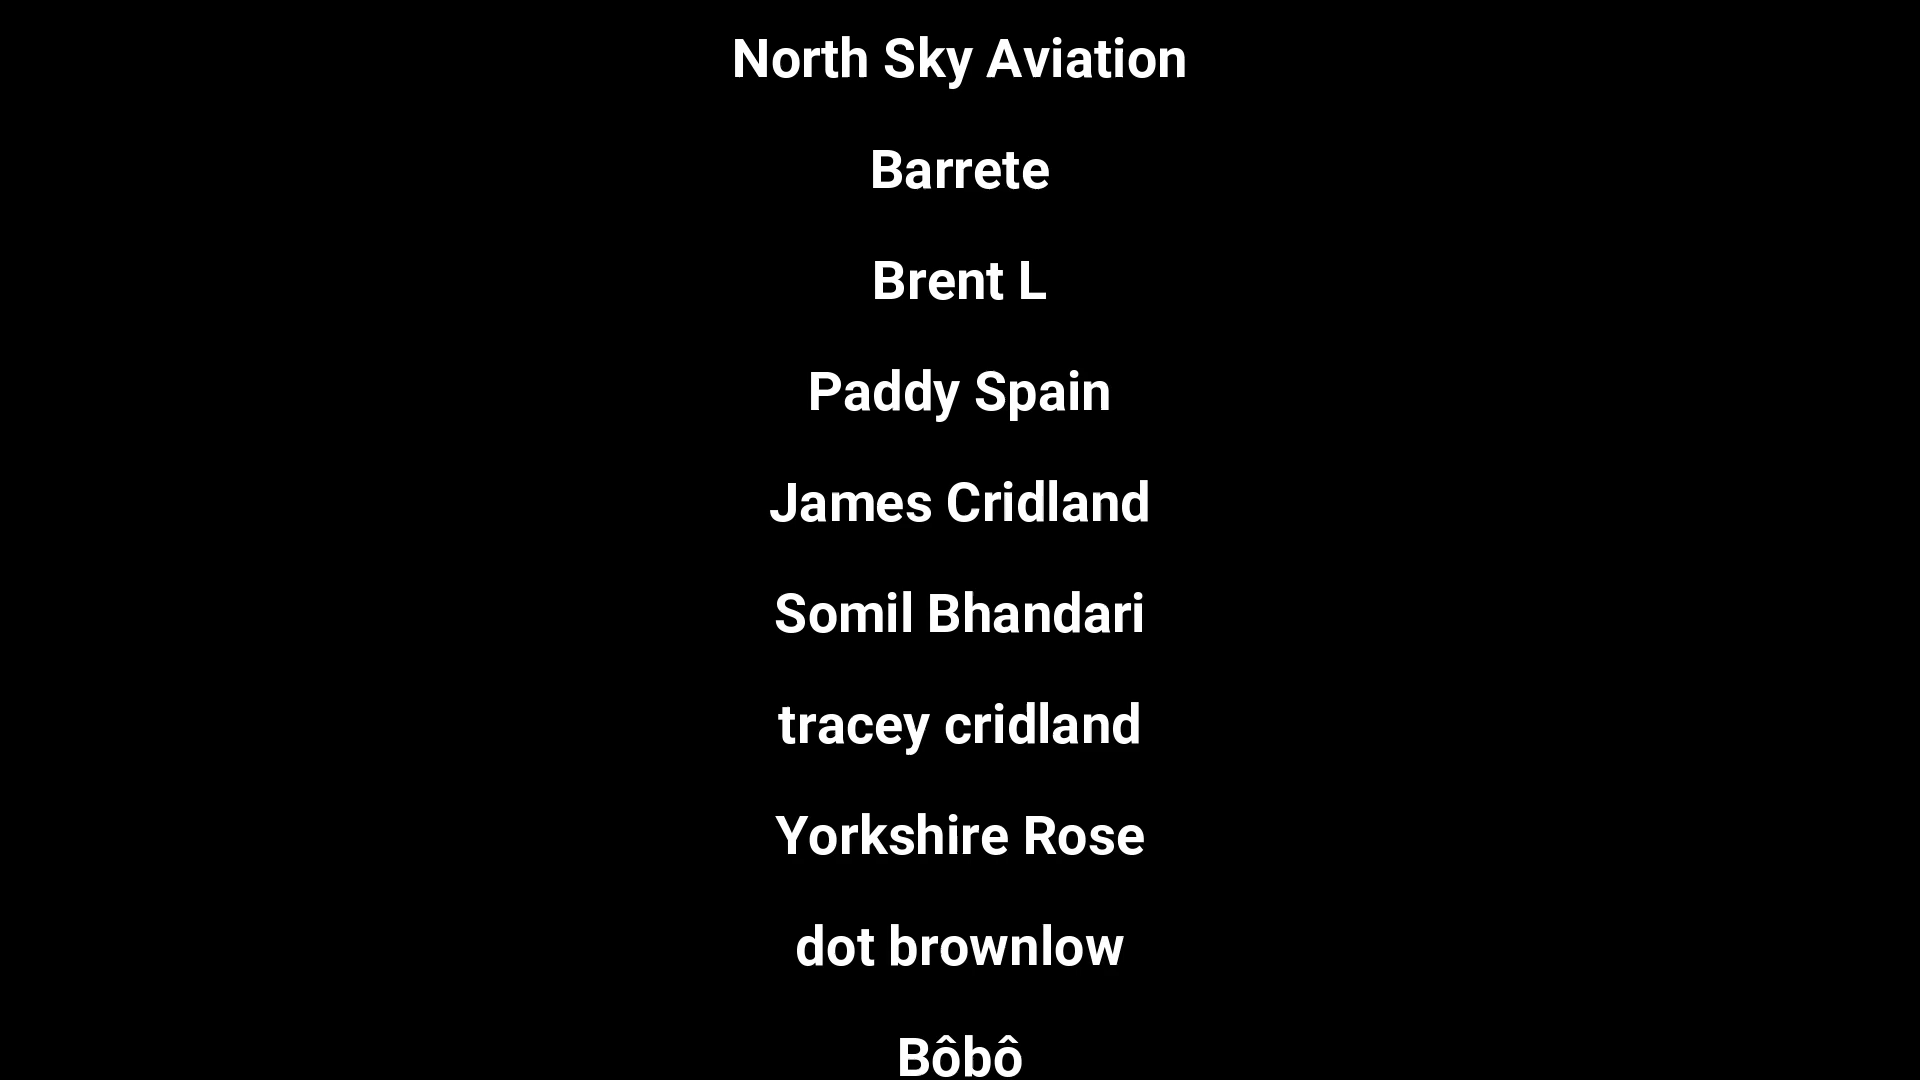 North Sky Aviation
Barrete
Brent L
Paddy Spain
James Cridland
Somil Bhandari
tracey cridland
Yorkshire Rose
dot brownlow
Bôbô